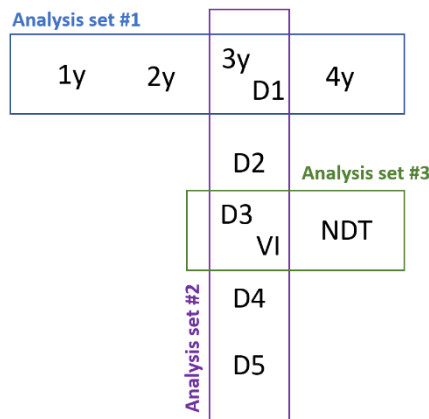 Analysis set #1
1y 2y 3y 4y
D1
D2
Analysis set #3
D3 NDT
VI
Analysis set #2
D4
D5